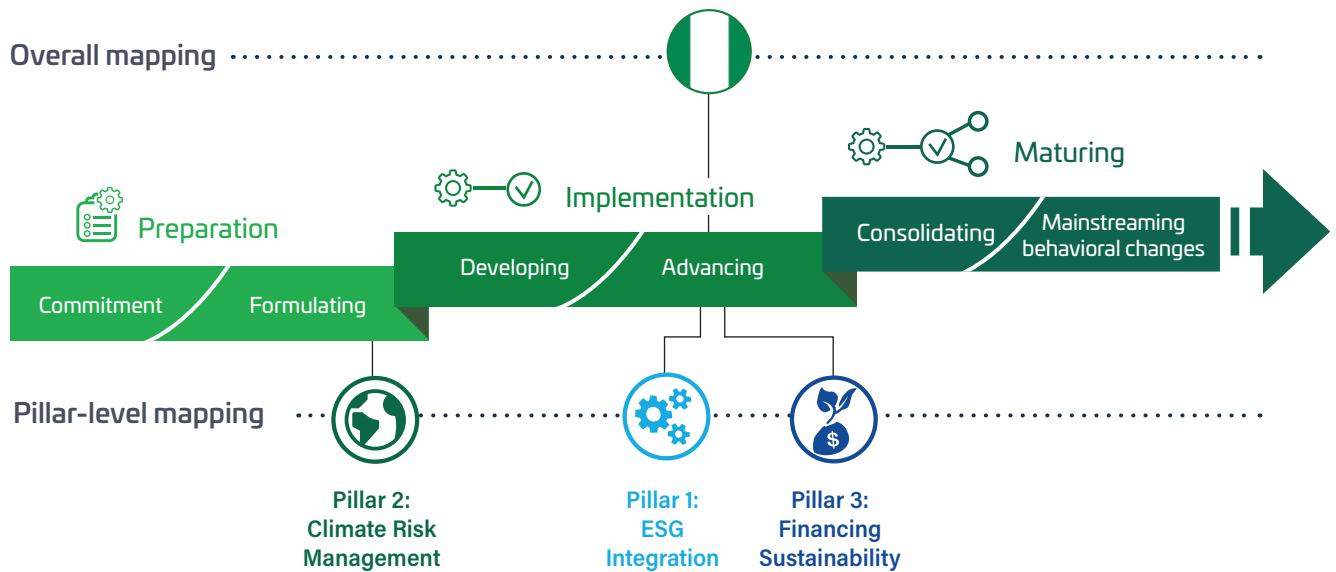 Overall mapping
Maturing
Implementation
Preparation
Consolidating
Mainstreaming
behavioral changes
Developing
Advancing
Commitment
Formulating
Pillar-level mapping
$
Pillar 2:
Climate Risk
Management
Pillar 1:
ESG
Integration
Pillar 3:
Financing
Sustainability